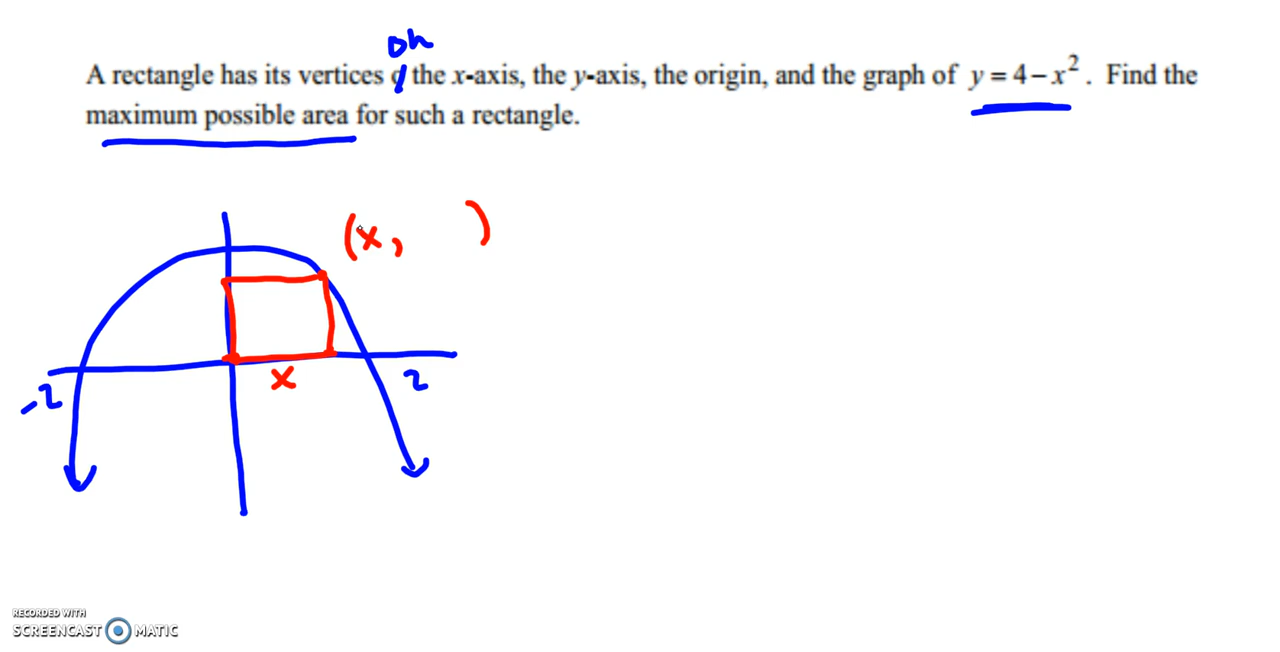 on
A rectangle has its vertices the x-axis, the y-axis, the origin, and the graph of y = 4 − x². Find the
maximum possible area for such a rectangle.
(x, )
x
-2
2
RECORDED WITH
SCREENCAST MATIC